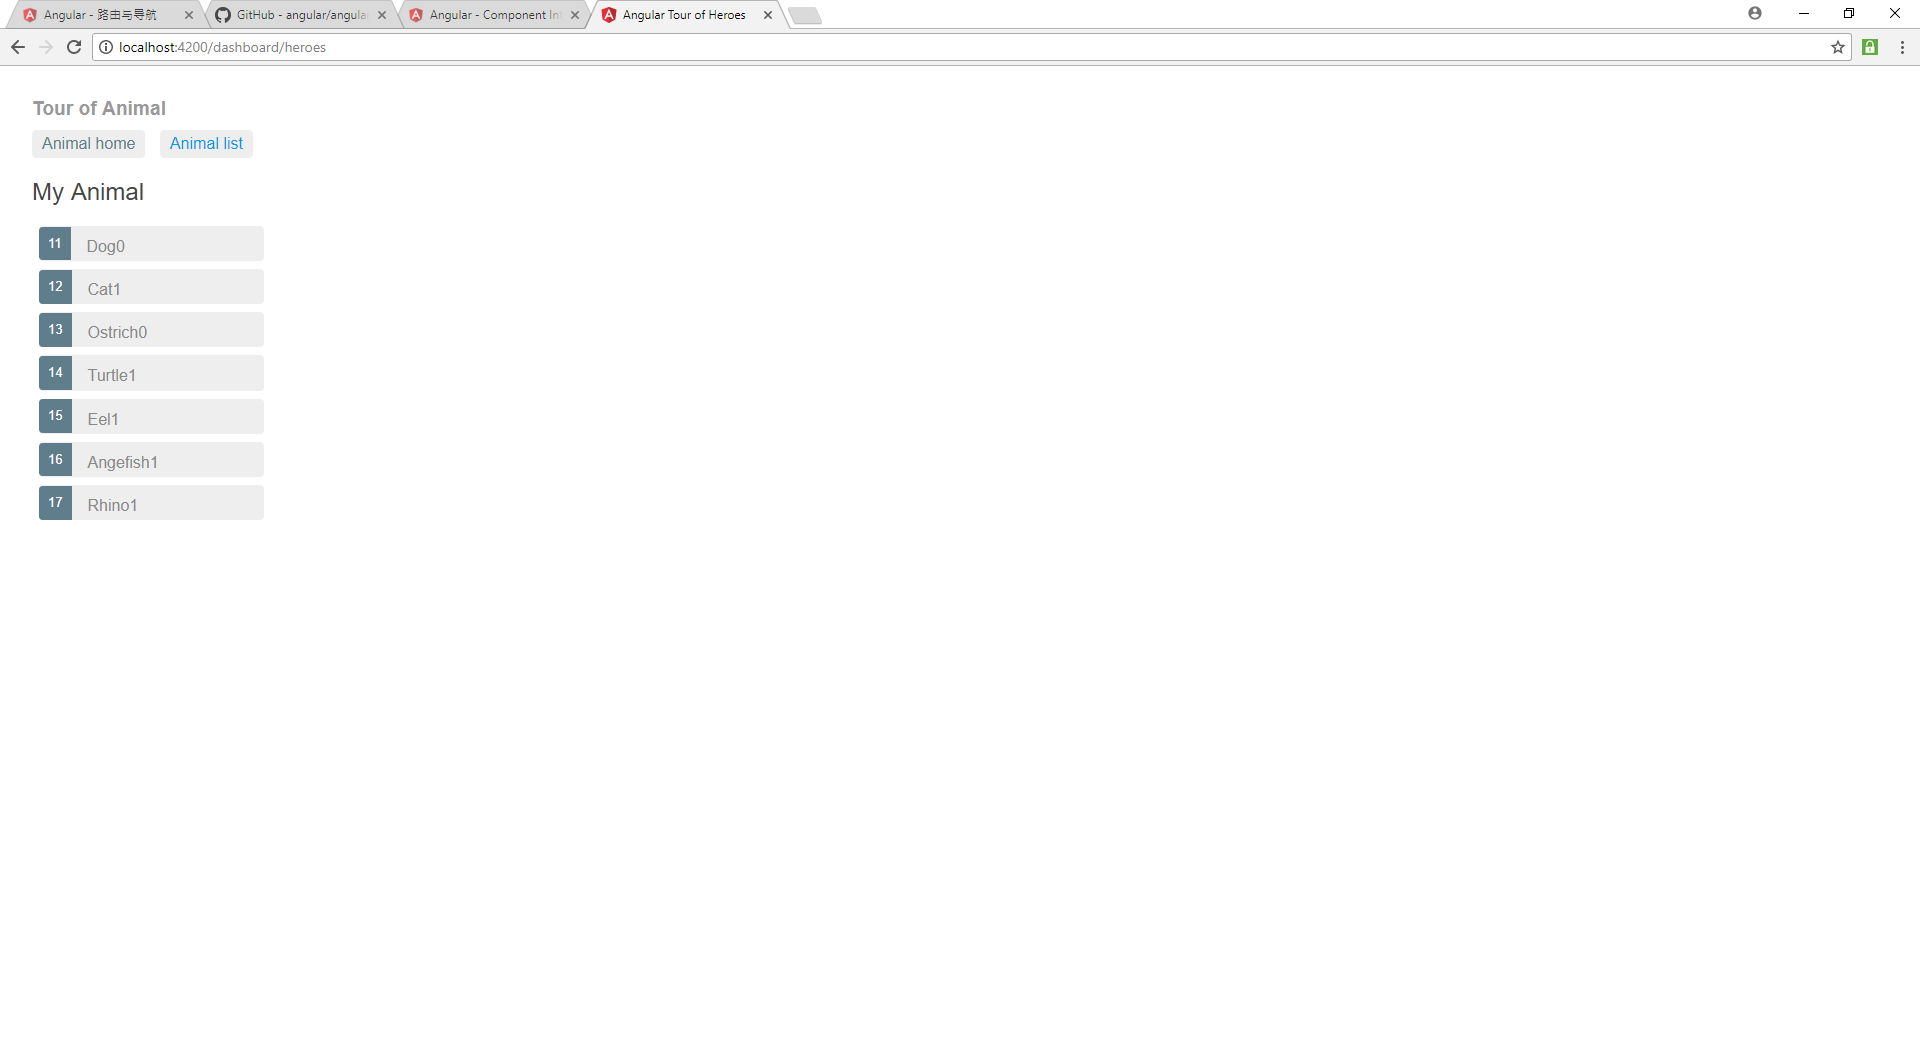 Angular - 路由与导航
GitHub - angular/angular
Angular - Component Int
Angular Tour of Heroes
localhost:4200/dashboard/heroes
Tour of Animal
Animal home
Animal list
My Animal
11 Dog0
12 Cat1
13 Ostrich0
14 Turtle1
15 Eel1
16 Angefish1
17 Rhino1